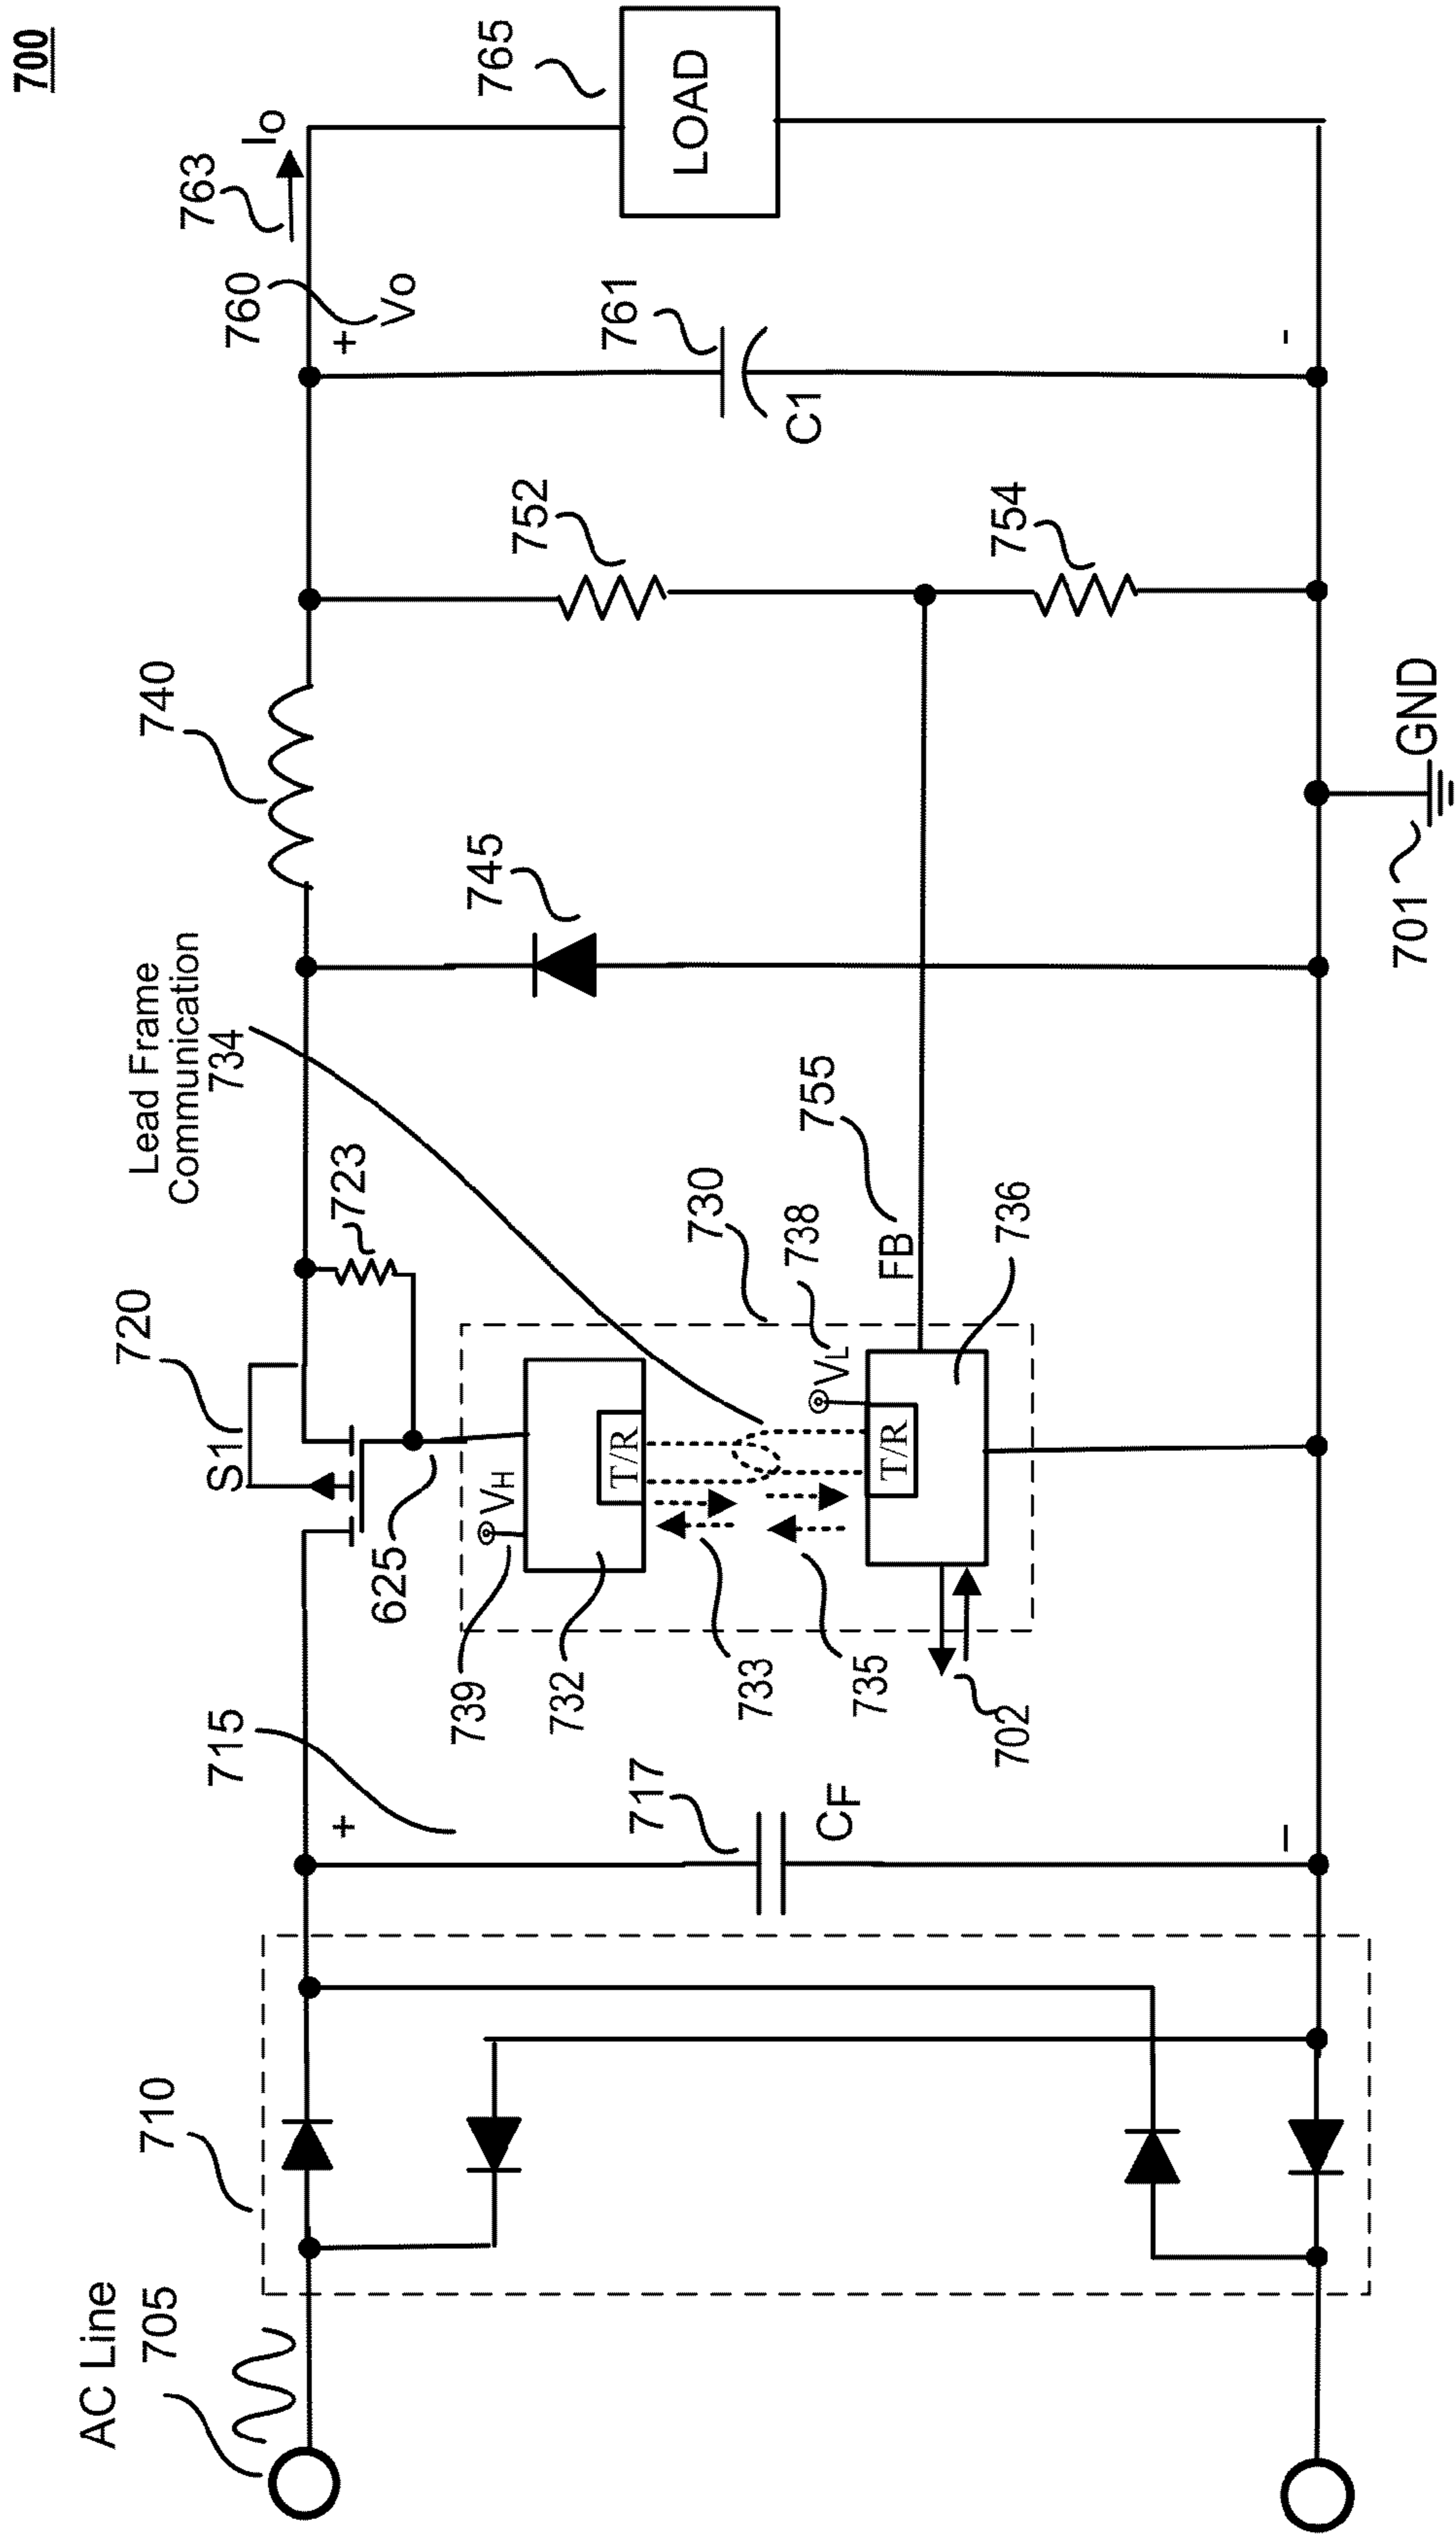 700
AC Line
705
710
715
+
717
CF
–
S1
720
723
625
739
VH
732
T/R
733
735
702
730
738
VL
T/R
736
FB
755
Lead Frame
Communication
734
745
740
701
GND
752
754
760
+
Vo
761
C1
-
763
Io
765
LOAD